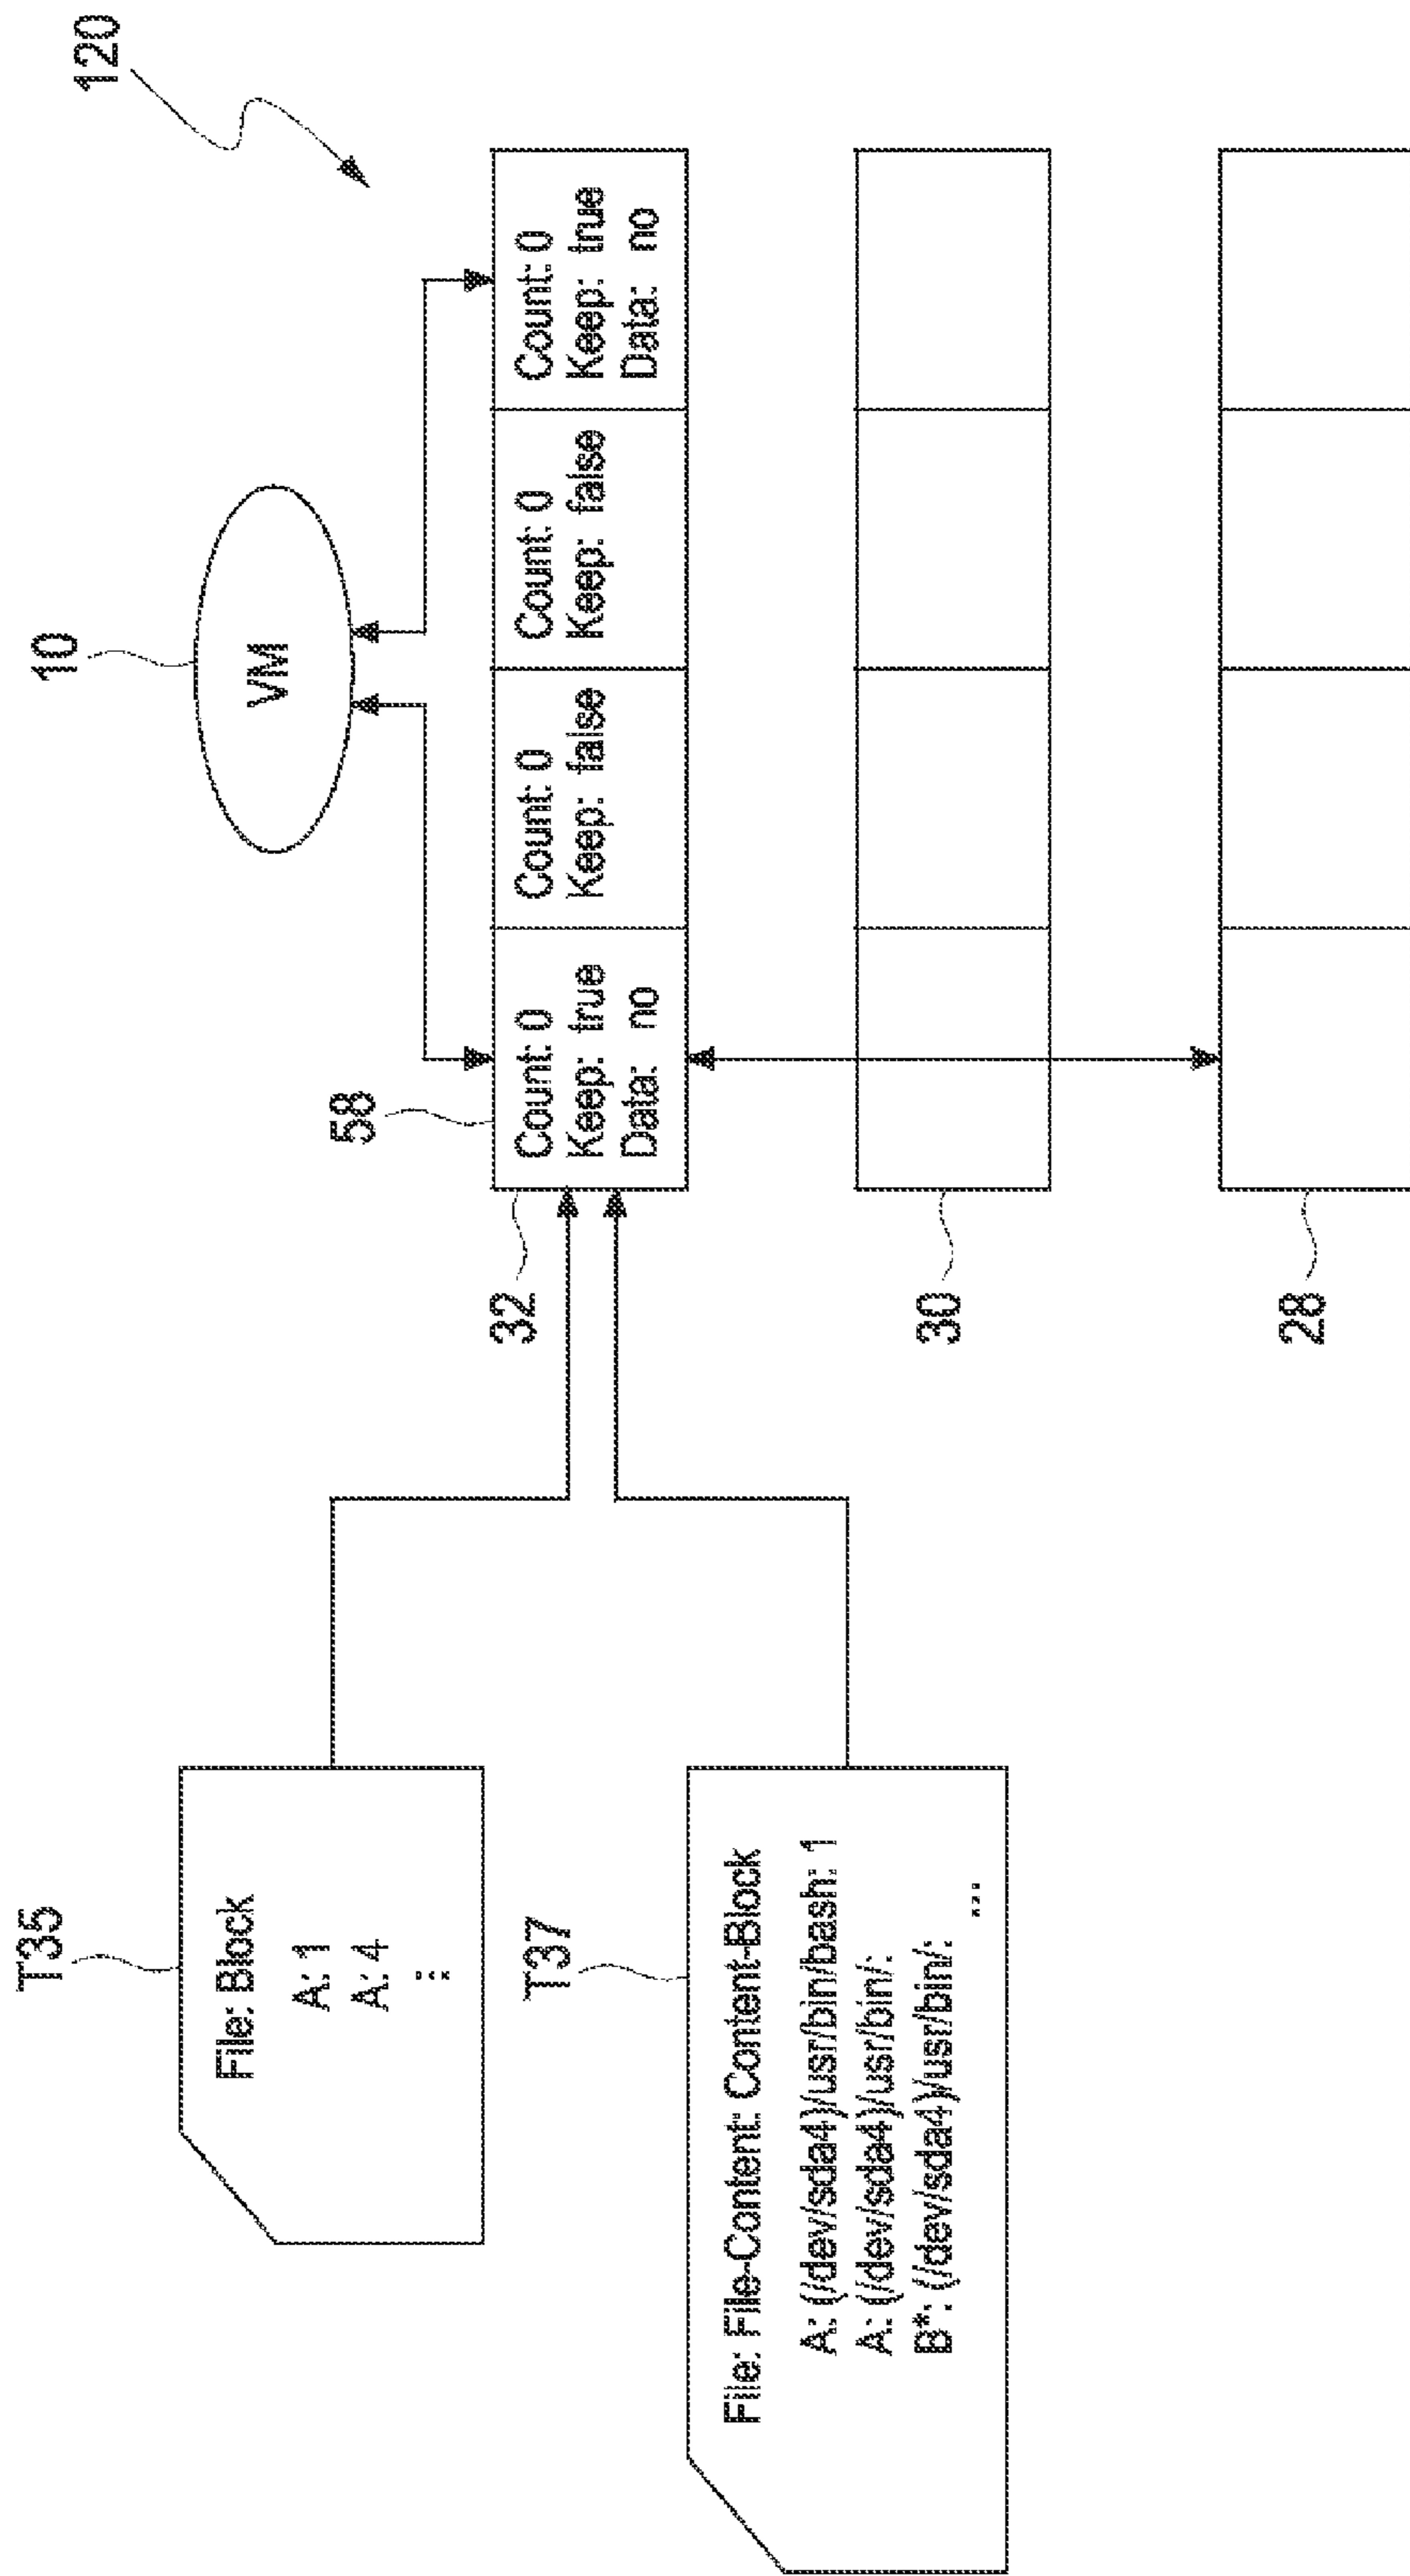 120
10
VM
T35
File: Block
A: 1
A: 4
...
58
Count: 0
Keep: true
Data: no
Count: 0
Keep: false
Count: 0
Keep: false
Count: 0
Keep: true
Data: no
32
T37
File: File-Content: Content-Block
A: (/dev/sda4)/usr/bin/bash: 1
A: (/dev/sda4)/usr/bin/:
B*: (/dev/sda4)/usr/bin/:
...
30
28